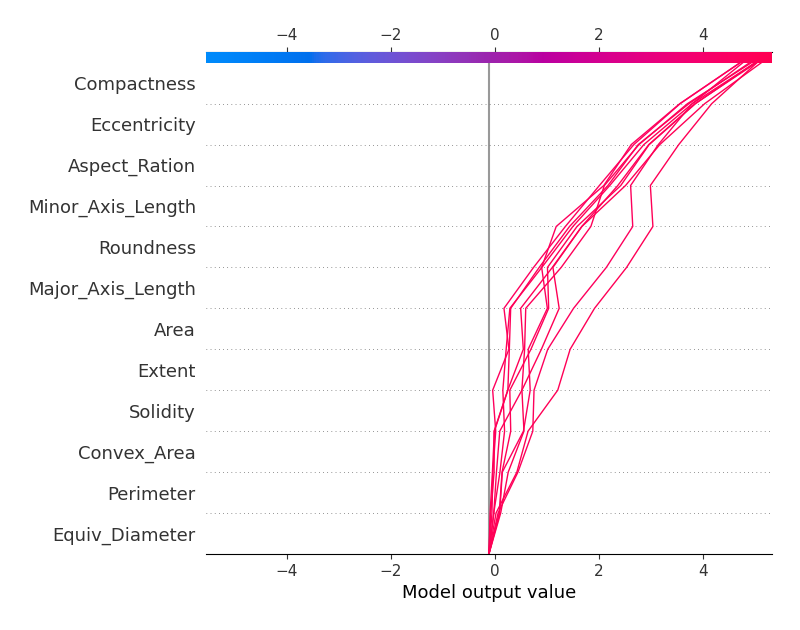 −4 −2 0 2 4
Compactness
Eccentricity
Aspect_Ration
Minor_Axis_Length
Roundness
Major_Axis_Length
Area
Extent
Solidity
Convex_Area
Perimeter
Equiv_Diameter
−4 −2 0 2 4
Model output value